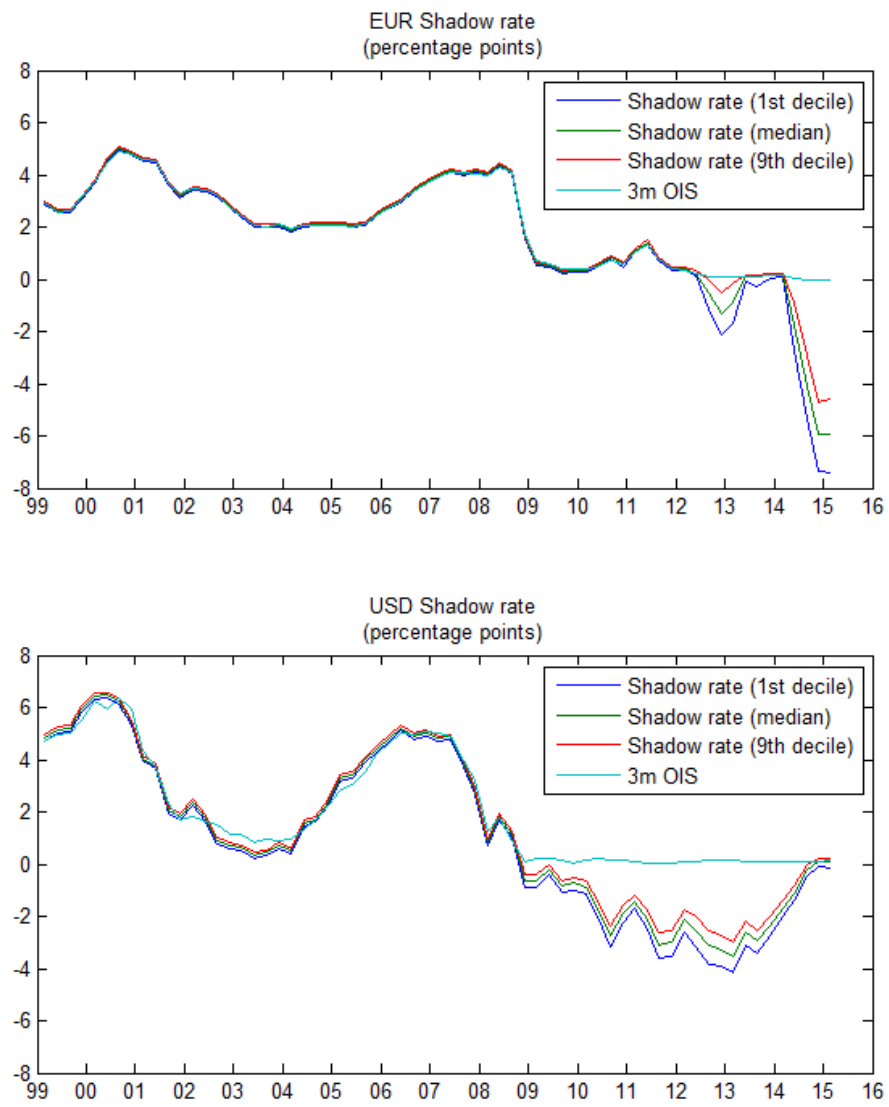 EUR Shadow rate
(percentage points)
8
6
4
2
0
-2
-4
-6
-8
Shadow rate (1st decile)
Shadow rate (median)
Shadow rate (9th decile)
3m OIS
99 00 01 02 03 04 05 06 07 08 09 10 11 12 13 14 15 16
USD Shadow rate
(percentage points)
8
6
4
2
0
-2
-4
-6
-8
Shadow rate (1st decile)
Shadow rate (median)
Shadow rate (9th decile)
3m OIS
99 00 01 02 03 04 05 06 07 08 09 10 11 12 13 14 15 16